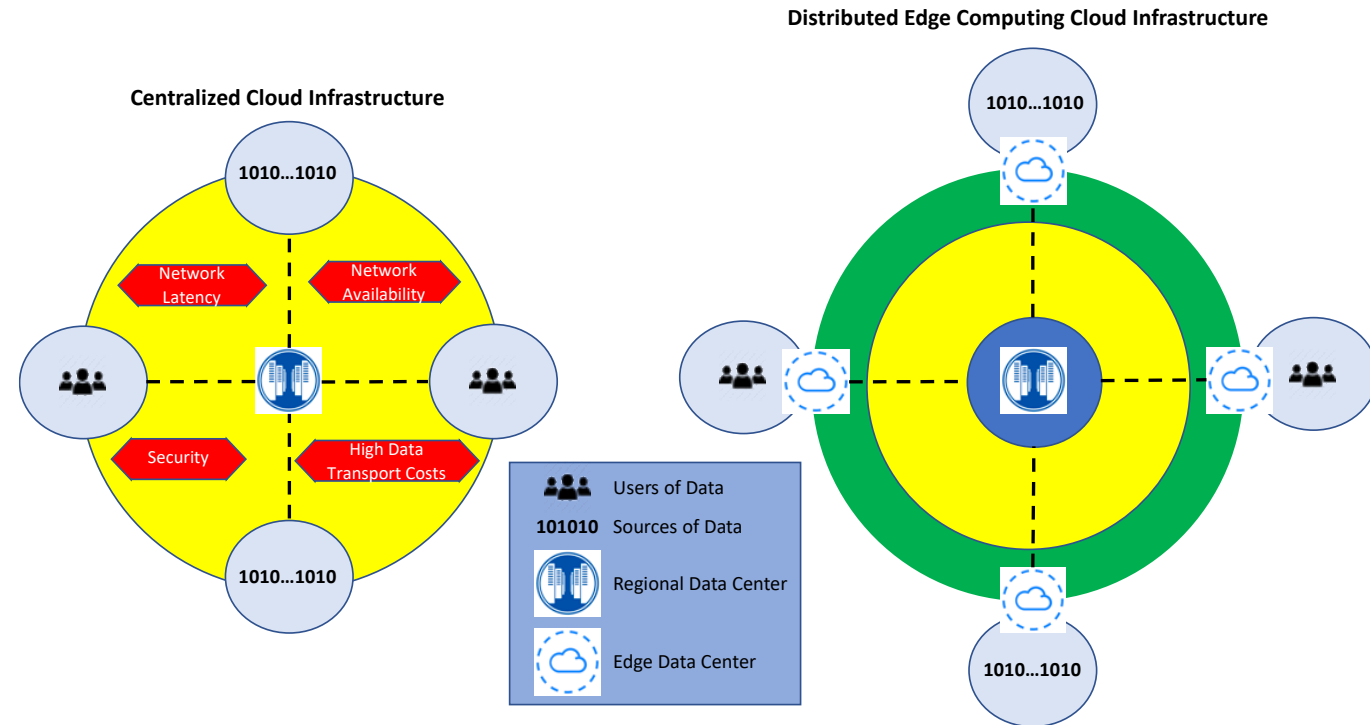 Distributed Edge Computing Cloud Infrastructure
Centralized Cloud Infrastructure
1010...1010
Network
Latency
Network
Availability
Security
High Data
Transport Costs
1010...1010
1010...1010
1010...1010
Users of Data
101010 Sources of Data
Regional Data Center
Edge Data Center